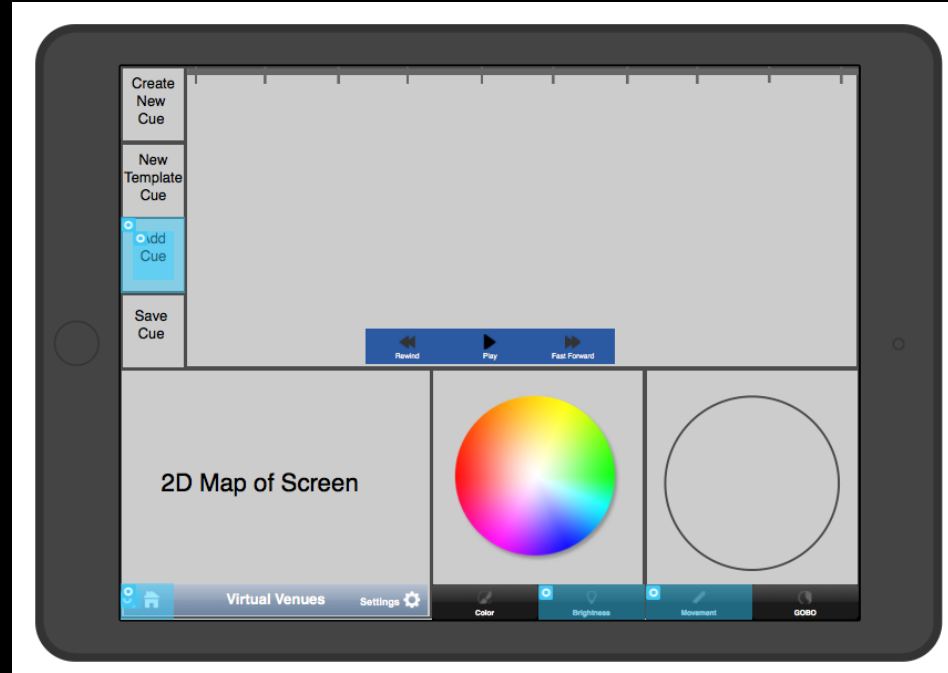 Create
New
Cue
New
Template
Cue
Add
Cue
Save
Cue
Rewind
Play
Fast Forward
2D Map of Screen
Virtual Venues
Settings
Color
Brightness
Movement
GOBO